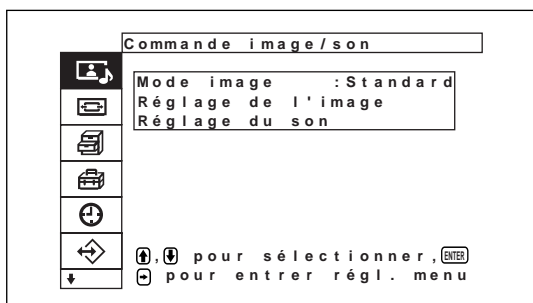 Commande image/son
Mode image :Standard
Réglage de l'image
Réglage du son
, pour sélectionner, ENTER
pour entrer régl. menu